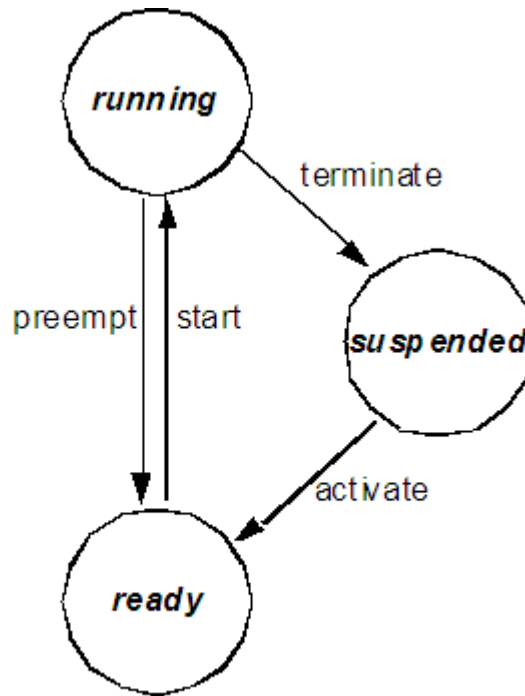 running
terminate
preempt
start
suspended
activate
ready